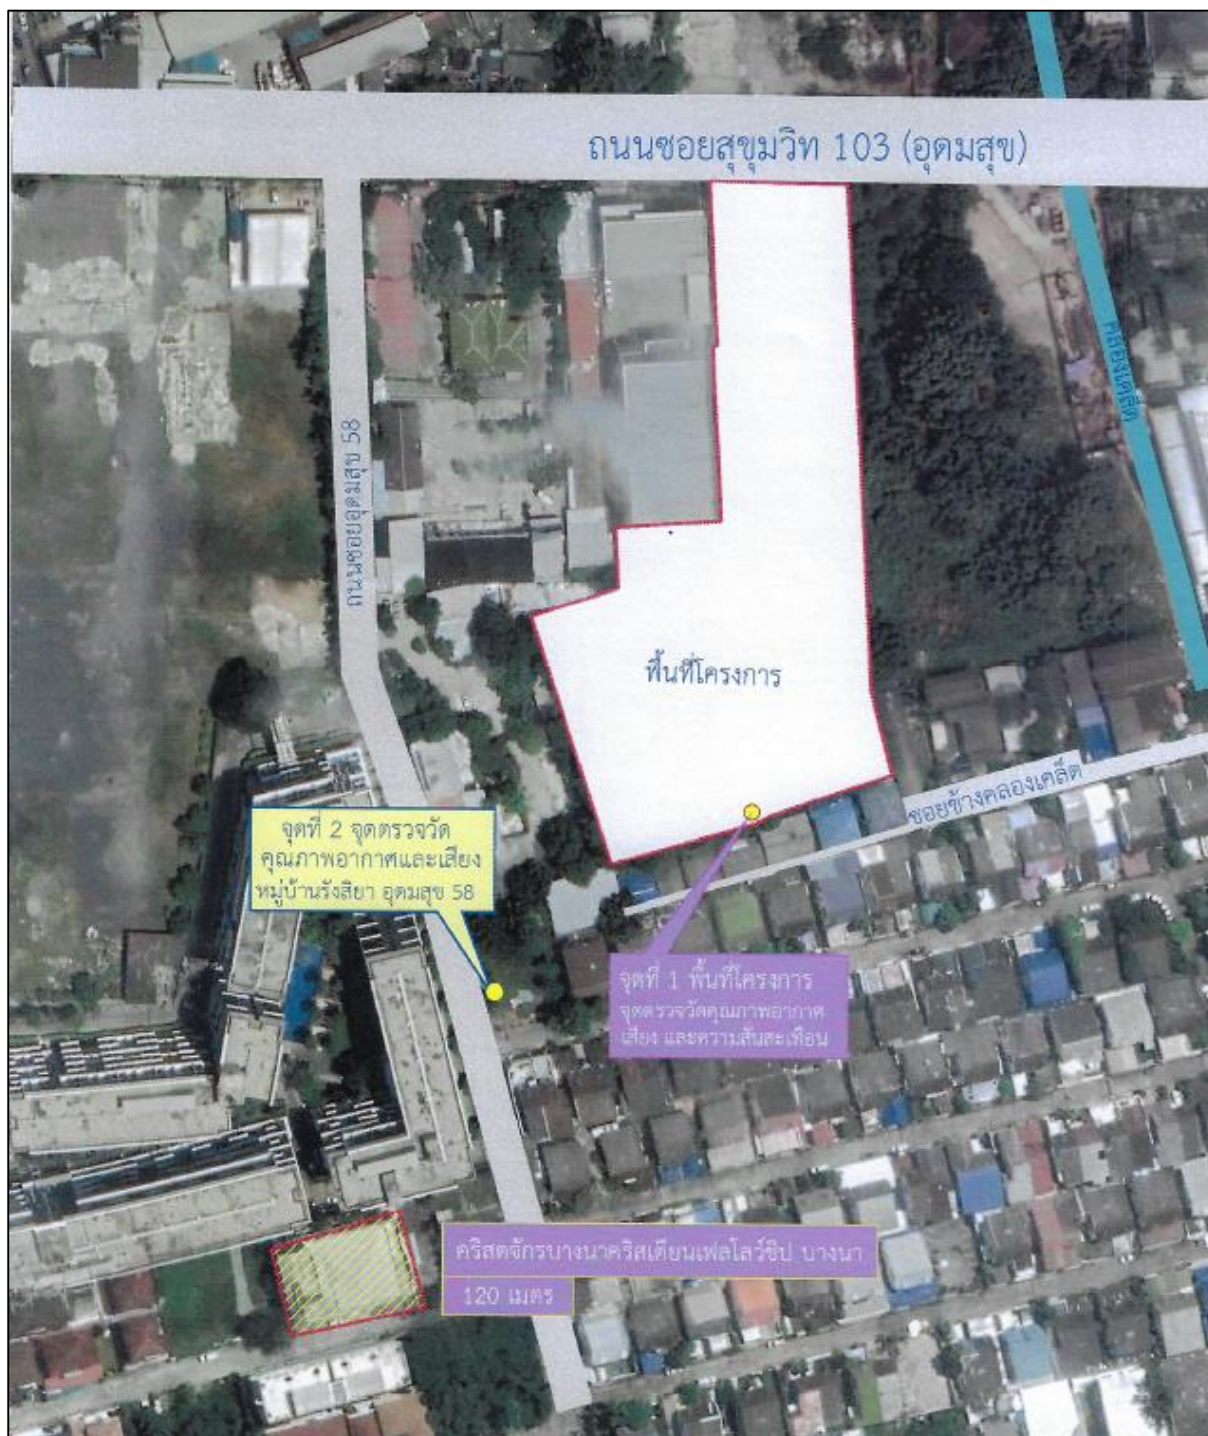 ถนนซอยสุขุมวิท 103 (อุดมสุข)
คลองเคล็ด
ถนนซอยอุดมสุข 58
พื้นที่โครงการ
ซอยข้างคลองเคล็ด
จุดที่ 2 จุดตรวจวัด
คุณภาพอากาศและเสียง
หมู่บ้านรังสิยา อุดมสุข 58
จุดที่ 1 พื้นที่โครงการ
จุดตรวจวัดคุณภาพอากาศ
เสียง และความสั่นสะเทือน
คริสตจักรบางนาคริสเตียนเฟลโลว์ชิป บางนา
120 เมตร